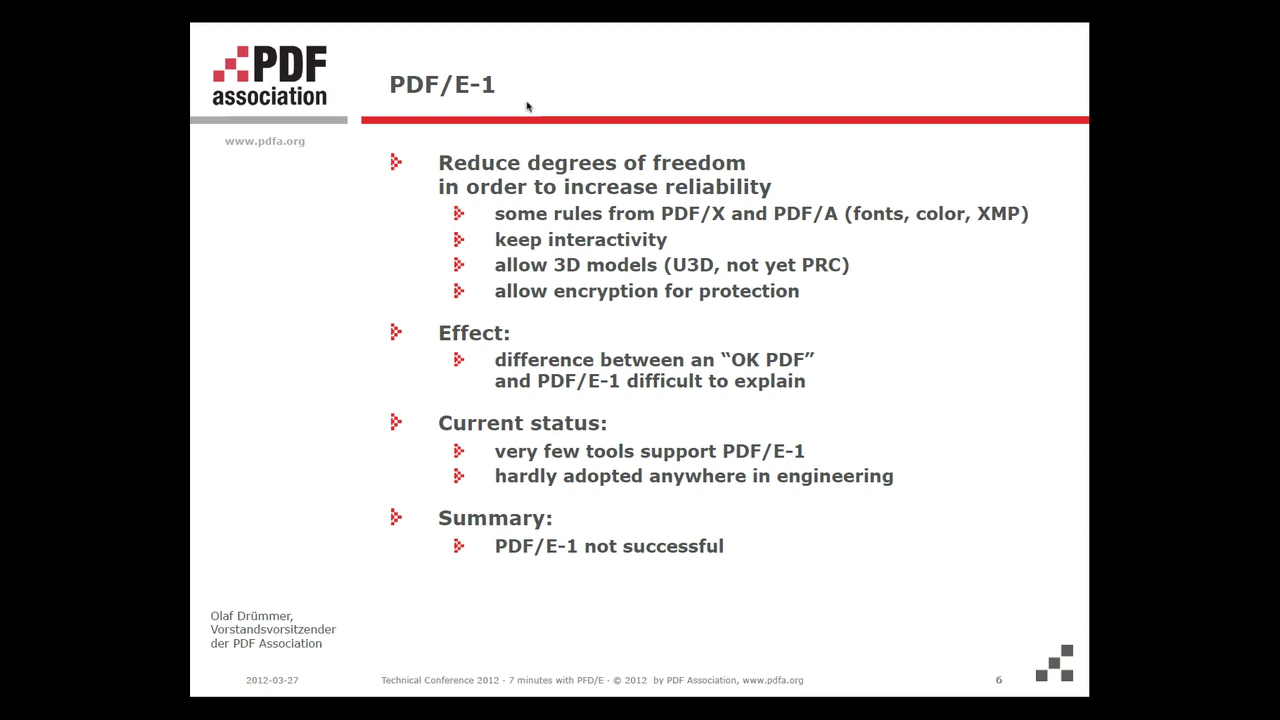 PDF
association
PDF/E-1
www.pdfa.org
Reduce degrees of freedom
in order to increase reliability
some rules from PDF/X and PDF/A (fonts, color, XMP)
keep interactivity
allow 3D models (U3D, not yet PRC)
allow encryption for protection
Effect:
difference between an “OK PDF”
and PDF/E-1 difficult to explain
Current status:
very few tools support PDF/E-1
hardly adopted anywhere in engineering
Summary:
PDF/E-1 not successful
Olaf Drümmer,
Vorstandsvorsitzender
der PDF Association
2012-03-27
Technical Conference 2012 · 7 minutes with PFD/E · © 2012 by PDF Association, www.pdfa.org
6